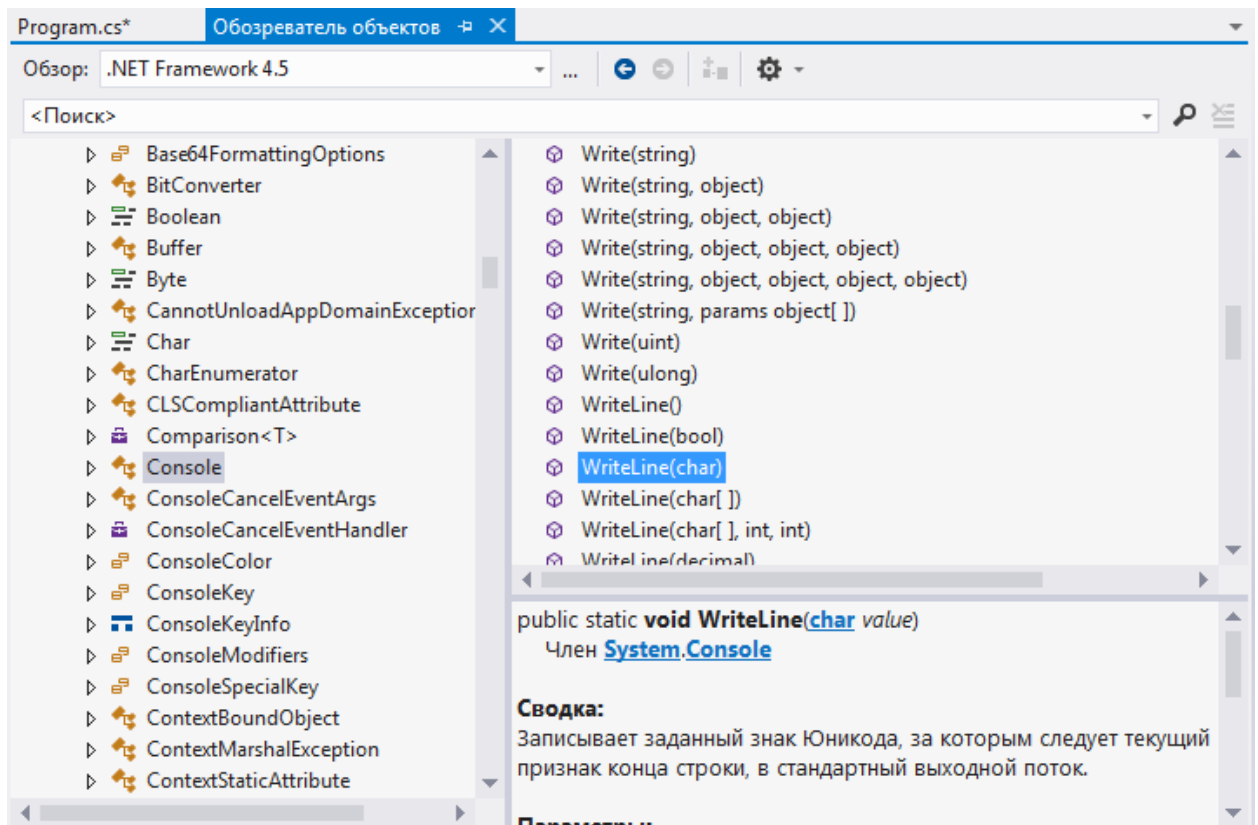 Program.cs* Обозреватель объектов
Обзор: .NET Framework 4.5 ...
<Поиск>
Base64FormattingOptions
BitConverter
Boolean
Buffer
Byte
CannotUnloadAppDomainException
Char
CharEnumerator
CLSCompliantAttribute
Comparison<T>
Console
ConsoleCancelEventArgs
ConsoleCancelEventHandler
ConsoleColor
ConsoleKey
ConsoleKeyInfo
ConsoleModifiers
ConsoleSpecialKey
ContextBoundObject
ContextMarshalException
ContextStaticAttribute
Write(string)
Write(string, object)
Write(string, object, object)
Write(string, object, object, object)
Write(string, object, object, object, object)
Write(string, params object[ ])
Write(uint)
Write(ulong)
WriteLine()
WriteLine(bool)
WriteLine(char)
WriteLine(char[ ])
WriteLine(char[ ], int, int)
WriteLine(decimal)
public static void WriteLine(char value)
Член System.Console
Сводка:
Записывает заданный знак Юникода, за которым следует текущий
признак конца строки, в стандартный выходной поток.
Параметры: